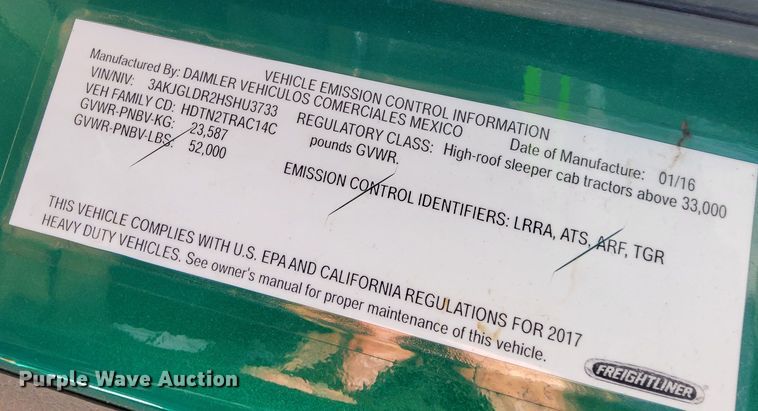 VEHICLE EMISSION CONTROL INFORMATION
Manufactured By: DAIMLER VEHICULOS COMERCIALES MEXICO
Date of Manufacture: 01/16
VIN/NIV: 3AKJGLDR2HSHU3733
VEH FAMILY CD: HDTN2TRAC14C
REGULATORY CLASS: High-roof sleeper cab tractors above 33,000
pounds GVWR.
GVWR-PNBV-KG: 23,587
GVWR-PNBV-LBS: 52,000
EMISSION CONTROL IDENTIFIERS: LRRA, ATS, ARF, TGR
THIS VEHICLE COMPLIES WITH U.S. EPA AND CALIFORNIA REGULATIONS FOR 2017
HEAVY DUTY VEHICLES. See owner's manual for proper maintenance of this vehicle.
FREIGHTLINER
Purple Wave Auction